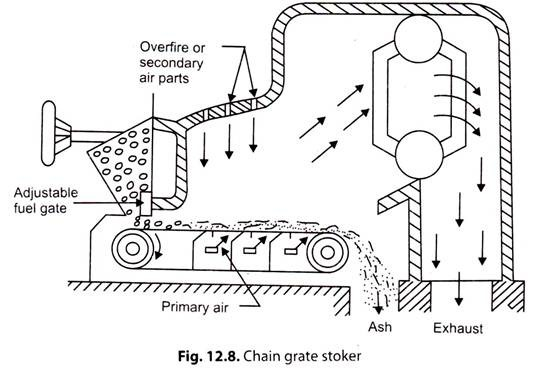 Overfire or
secondary
air parts
Adjustable
fuel gate
Primary air
Ash
Exhaust
Fig. 12.8. Chain grate stoker